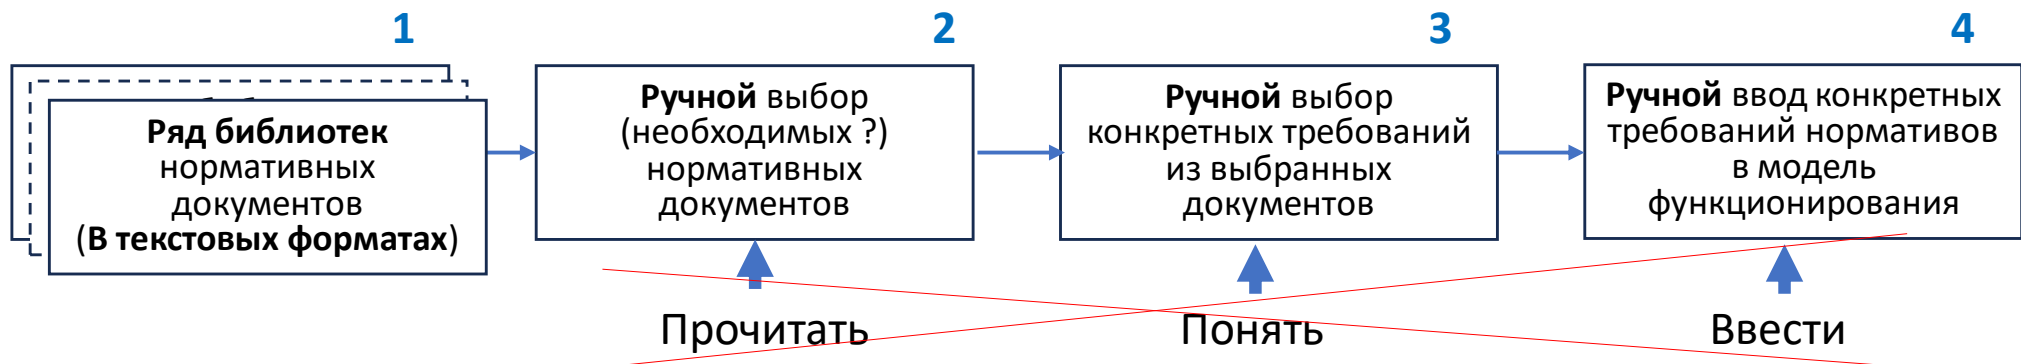 1
2
3
4
Ряд библиотек
нормативных
документов
(В текстовых форматах)
Ручной выбор
(необходимых ?)
нормативных
документов
Ручной выбор
конкретных требований
из выбранных
документов
Ручной ввод конкретных
требований нормативов
в модель
функционирования
Прочитать
Понять
Ввести